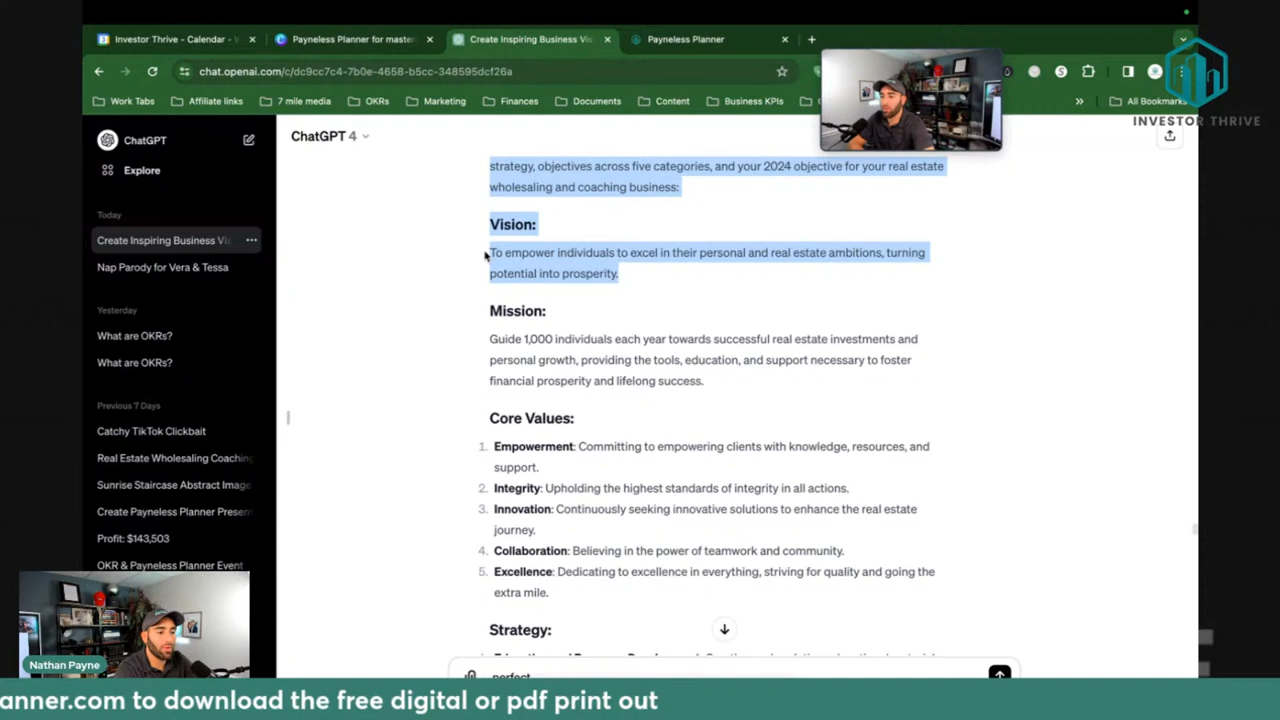 Investor Thrive - Calendar - W
Payneless Planner for master
Create Inspiring Business Vis
Payneless Planner
chat.openai.com/c/dc9cc7c4-7b0e-4658-b5cc-348595dcf26a
Work Tabs
Affiliate links
7 mile media
OKRs
Marketing
Finances
Documents
Content
Business KPIs
All Bookmarks
INVESTOR THRIVE
ChatGPT
Explore
Today
Create Inspiring Business Vi
Nap Parody for Vera & Tessa
Yesterday
What are OKRs?
What are OKRs?
Previous 7 Days
Catchy TikTok Clickbait
Real Estate Wholesaling Coaching
Sunrise Staircase Abstract Image
Create Payneless Planner Present
Profit: $143,503
OKR & Payneless Planner Event
ChatGPT 4
strategy, objectives across five categories, and your 2024 objective for your real estate
wholesaling and coaching business:
Vision:
To empower individuals to excel in their personal and real estate ambitions, turning
potential into prosperity.
Mission:
Guide 1,000 individuals each year towards successful real estate investments and
personal growth, providing the tools, education, and support necessary to foster
financial prosperity and lifelong success.
Core Values:
1. Empowerment: Committing to empowering clients with knowledge, resources, and
support.
2. Integrity: Upholding the highest standards of integrity in all actions.
3. Innovation: Continuously seeking innovative solutions to enhance the real estate
journey.
4. Collaboration: Believing in the power of teamwork and community.
5. Excellence: Dedicating to excellence in everything, striving for quality and going the
extra mile.
Strategy:
perfect
Nathan Payne
anner.com to download the free digital or pdf print out